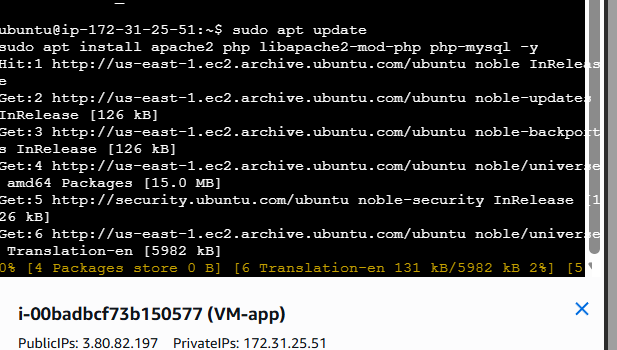 ubuntu@ip-172-31-25-51:~$ sudo apt update
sudo apt install apache2 php libapache2-mod-php php-mysql -y
Hit:1 http://us-east-1.ec2.archive.ubuntu.com/ubuntu noble InReleas
e
Get:2 http://us-east-1.ec2.archive.ubuntu.com/ubuntu noble-updates
InRelease [126 kB]
Get:3 http://us-east-1.ec2.archive.ubuntu.com/ubuntu noble-backport
s InRelease [126 kB]
Get:4 http://us-east-1.ec2.archive.ubuntu.com/ubuntu noble/universe
 amd64 Packages [15.0 MB]
Get:5 http://security.ubuntu.com/ubuntu noble-security InRelease [1
26 kB]
Get:6 http://us-east-1.ec2.archive.ubuntu.com/ubuntu noble/universe
 Translation-en [5982 kB]
0% [4 Packages store 0 B] [6 Translation-en 131 kB/5982 kB 2%] [5
i-00badbcf73b150577 (VM-app)
PublicIPs: 3.80.82.197 PrivateIPs: 172.31.25.51